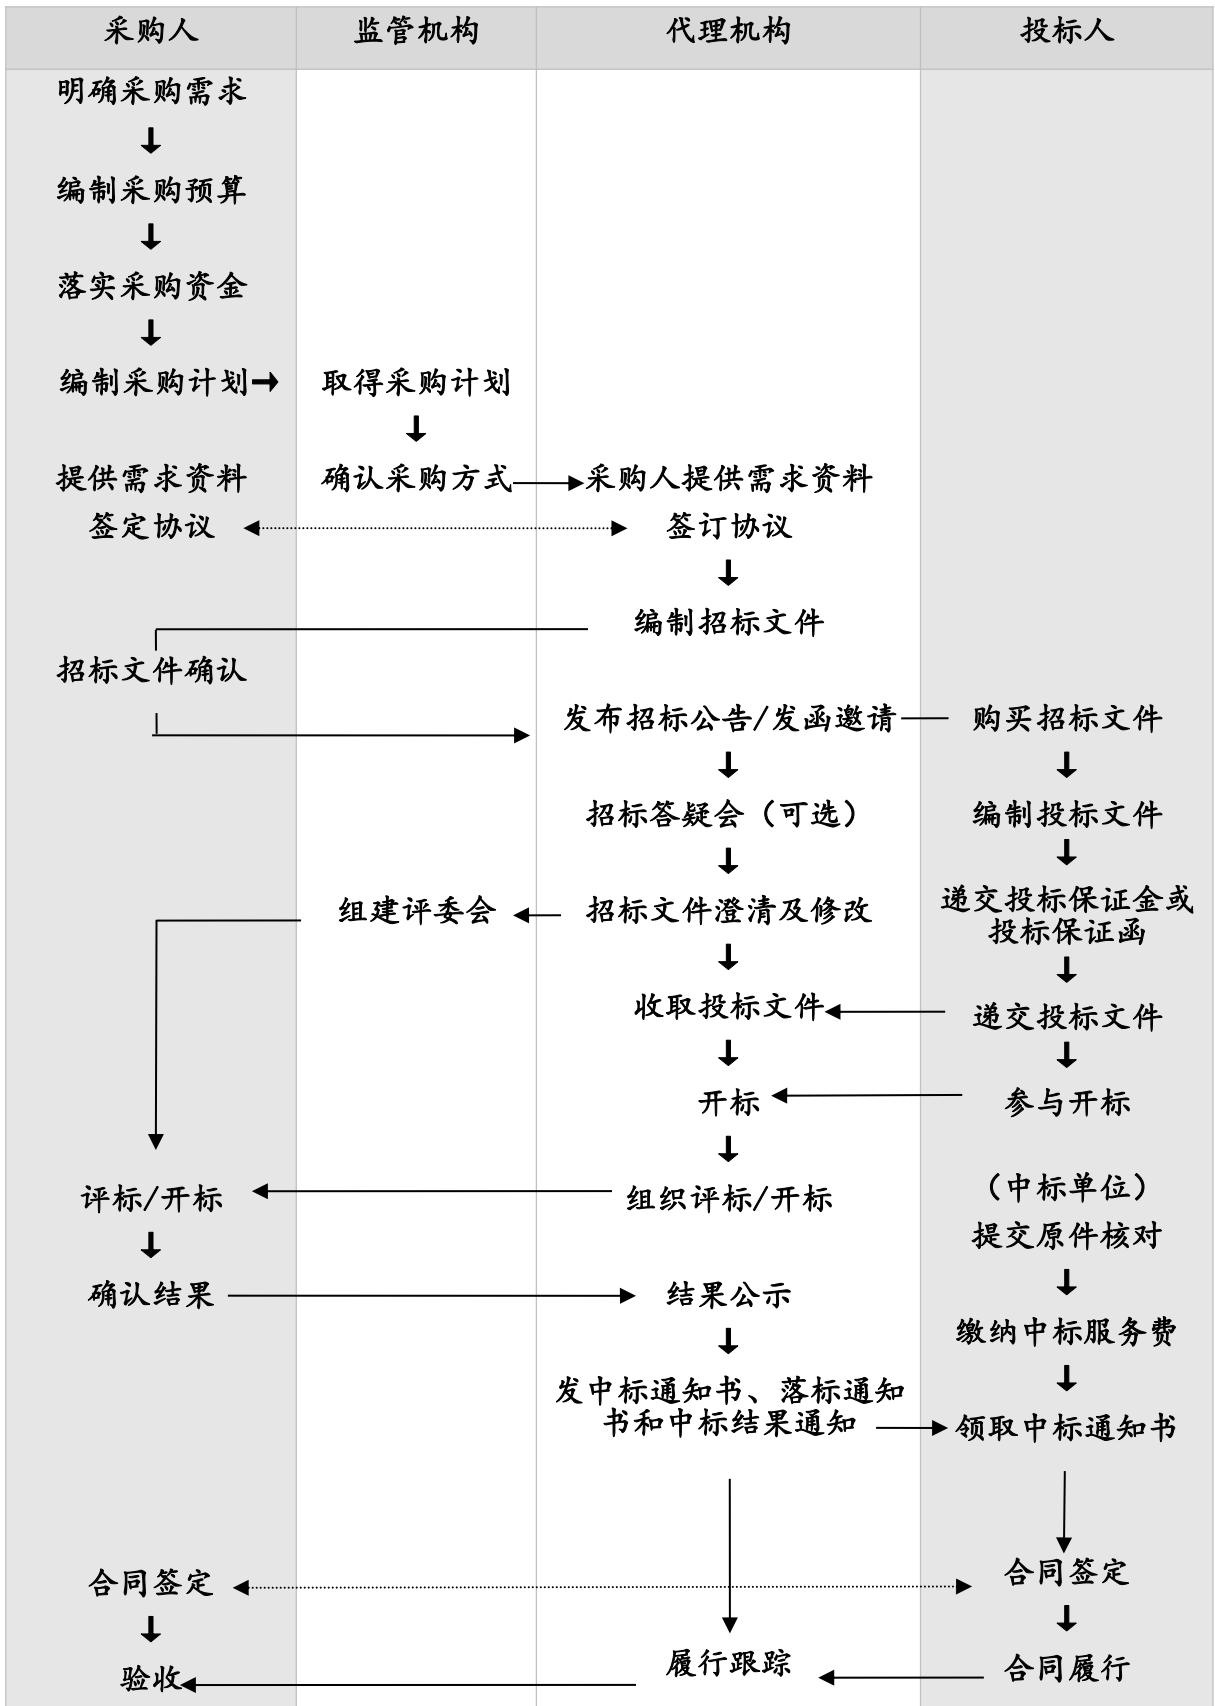 采购人 监管机构 代理机构 投标人
明确采购需求
编制采购预算
落实采购资金
编制采购计划 取得采购计划
提供需求资料 确认采购方式 采购人提供需求资料
签定协议 签订协议
编制招标文件
招标文件确认
发布招标公告/发函邀请 购买招标文件
招标答疑会（可选） 编制投标文件
组建评委会 招标文件澄清及修改 递交投标保证金或
投标保证函
收取投标文件 递交投标文件
开标 参与开标
评标/开标 组织评标/开标 （中标单位）
提交原件核对
确认结果 结果公示
缴纳中标服务费
发中标通知书、落标通知
书和中标结果通知 领取中标通知书
合同签定 合同签定
验收 履行跟踪 合同履行